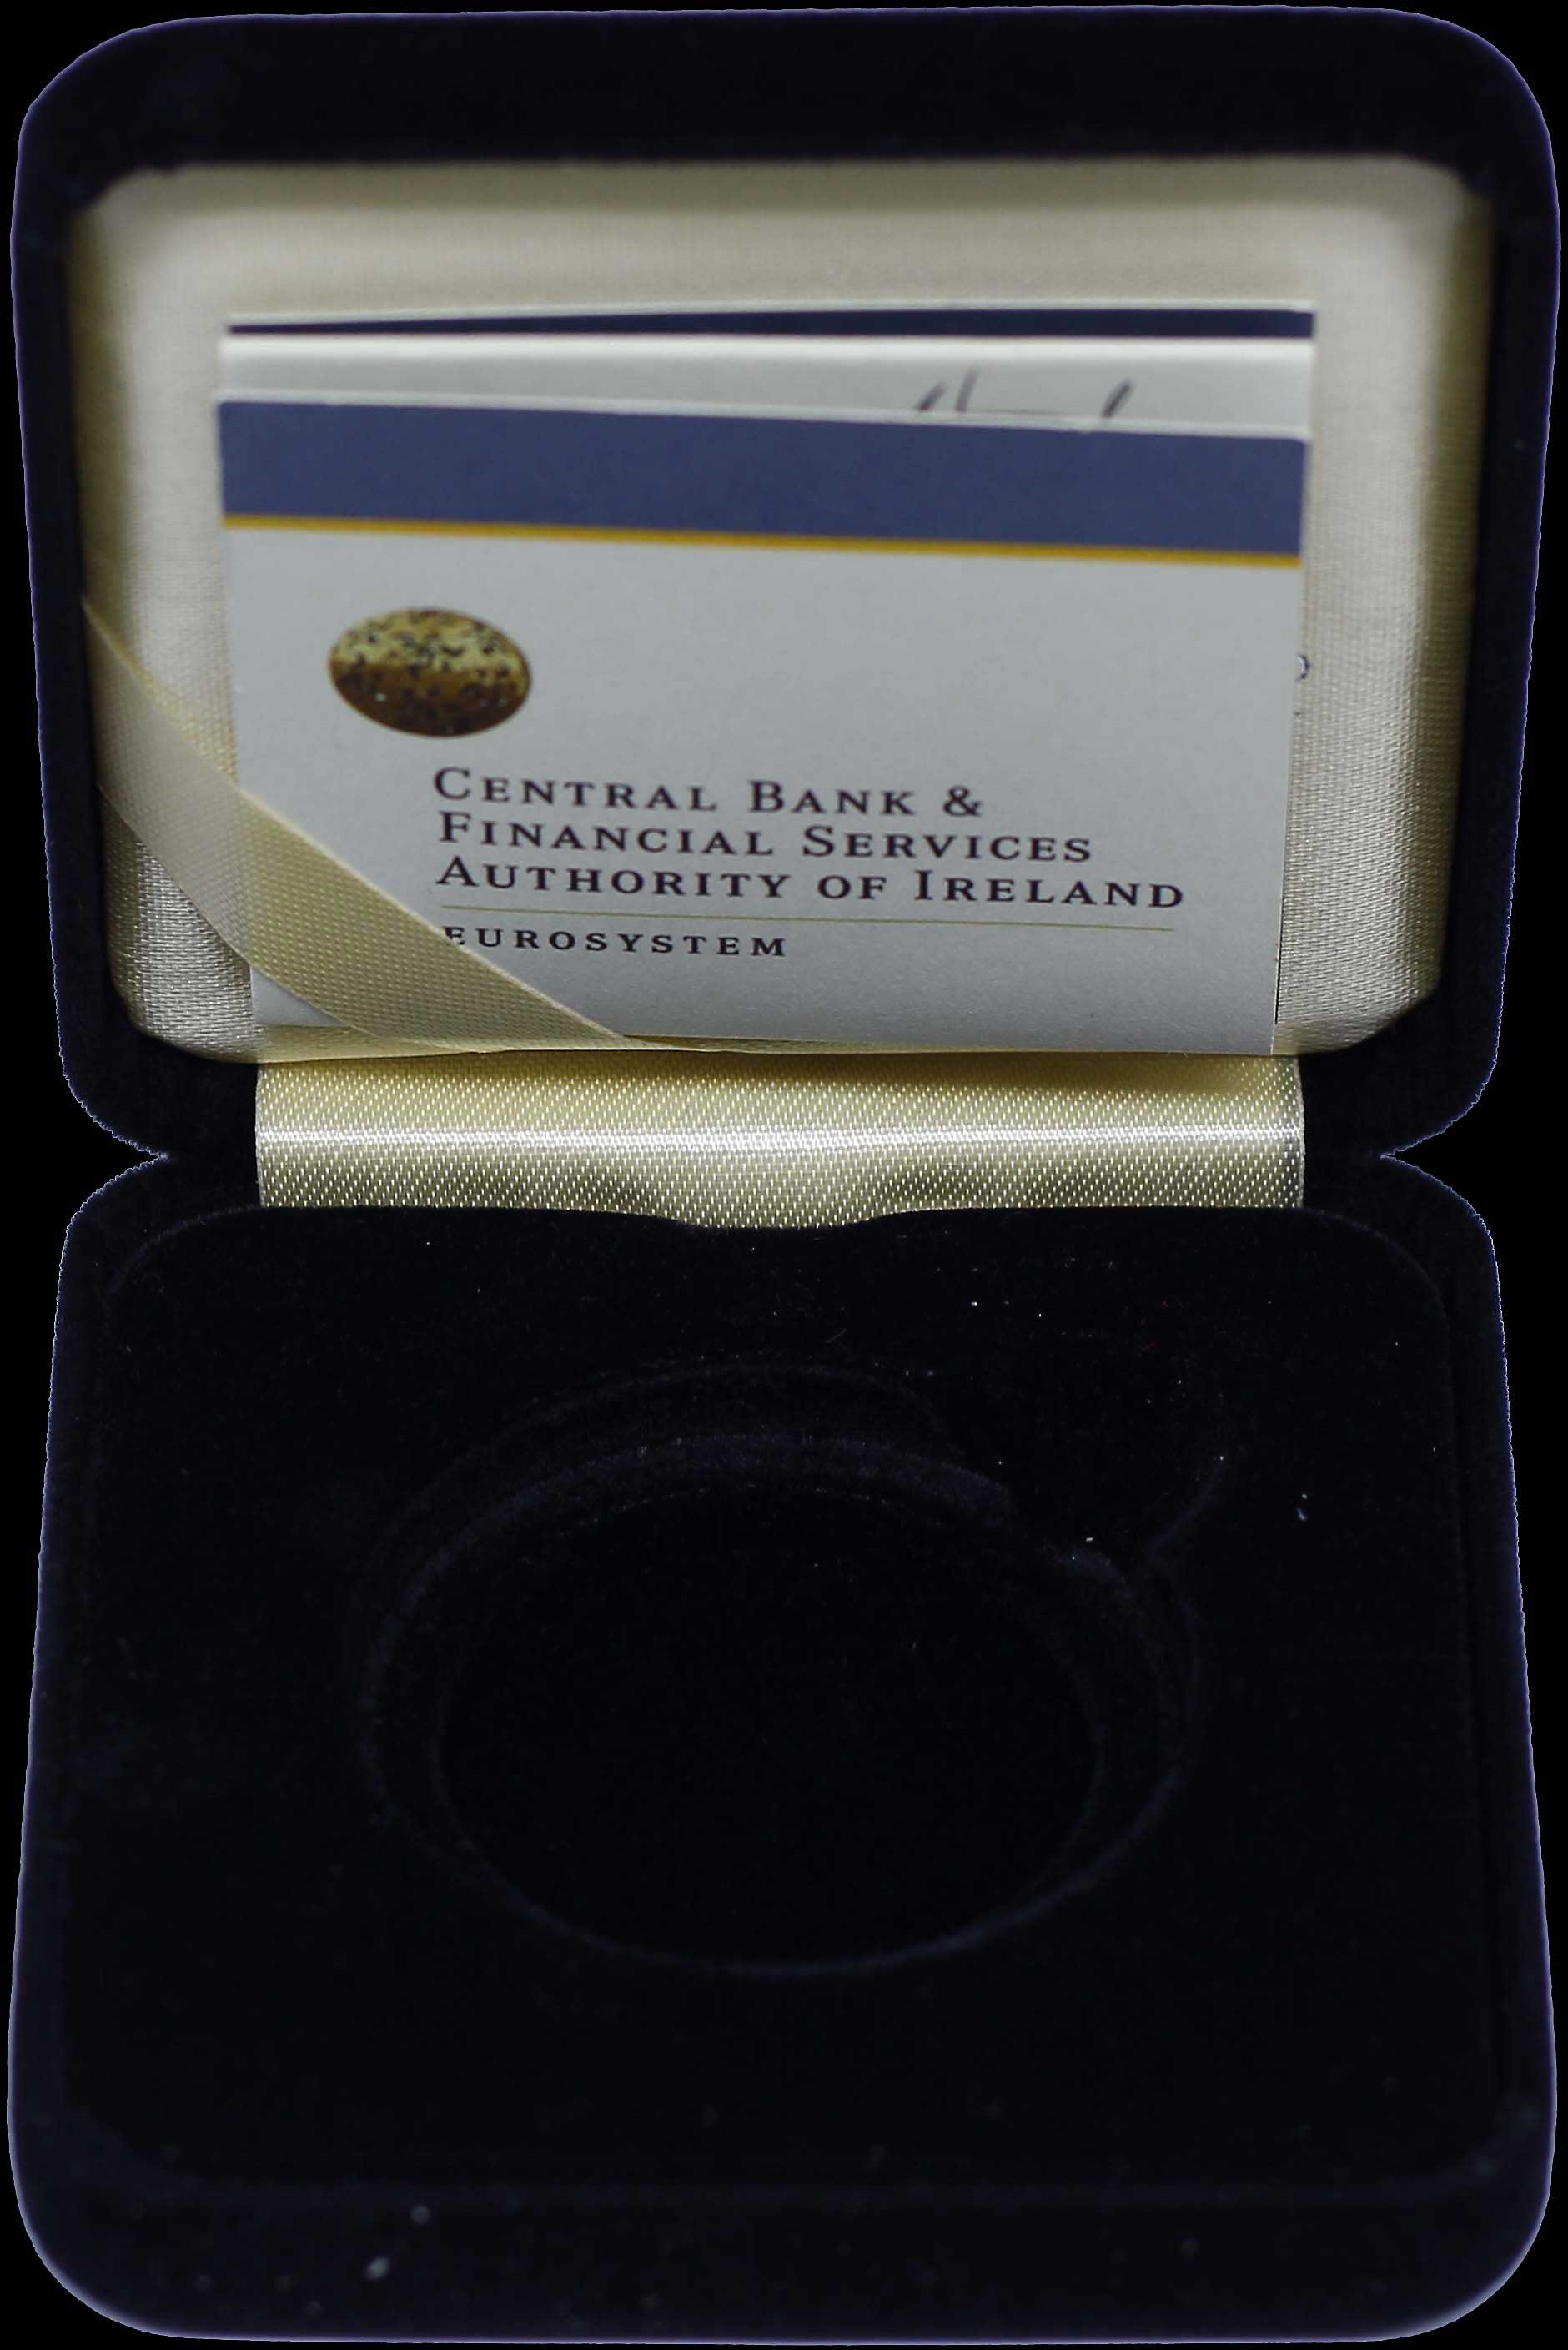 CENTRAL BANK &
FINANCIAL SERVICES
AUTHORITY OF IRELAND
EUROSYSTEM